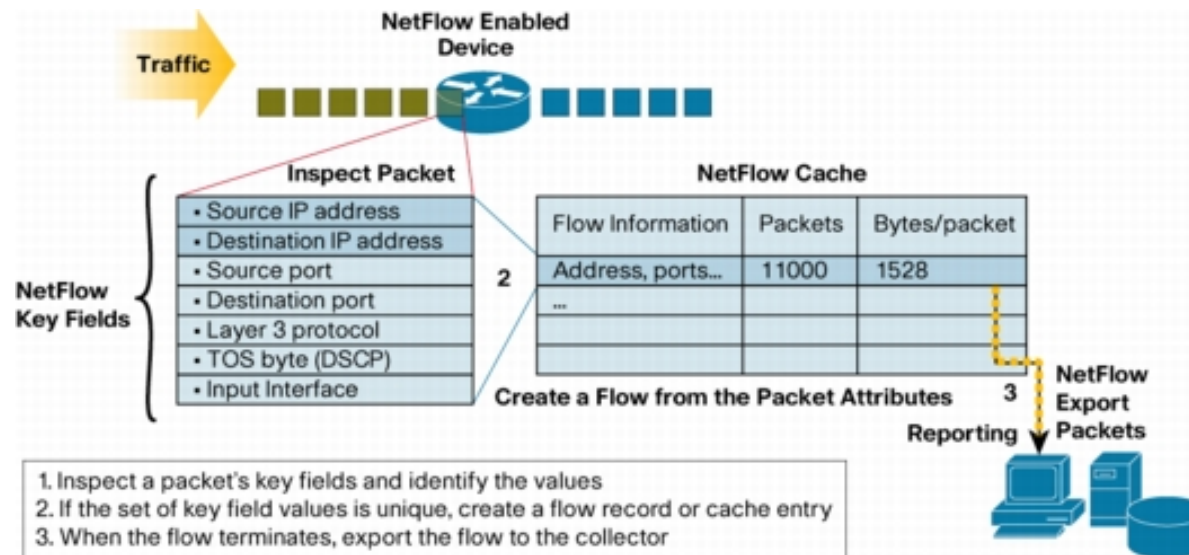 NetFlow Enabled
Device
Traffic
Inspect Packet
NetFlow Cache
NetFlow
Key Fields
▪ Source IP address
▪ Destination IP address
▪ Source port
▪ Destination port
▪ Layer 3 protocol
▪ TOS byte (DSCP)
▪ Input Interface
2
Flow Information Packets Bytes/packet
Address, ports... 11000 1528
...
Create a Flow from the Packet Attributes
3
NetFlow
Export
Packets
Reporting
1. Inspect a packet's key fields and identify the values
2. If the set of key field values is unique, create a flow record or cache entry
3. When the flow terminates, export the flow to the collector